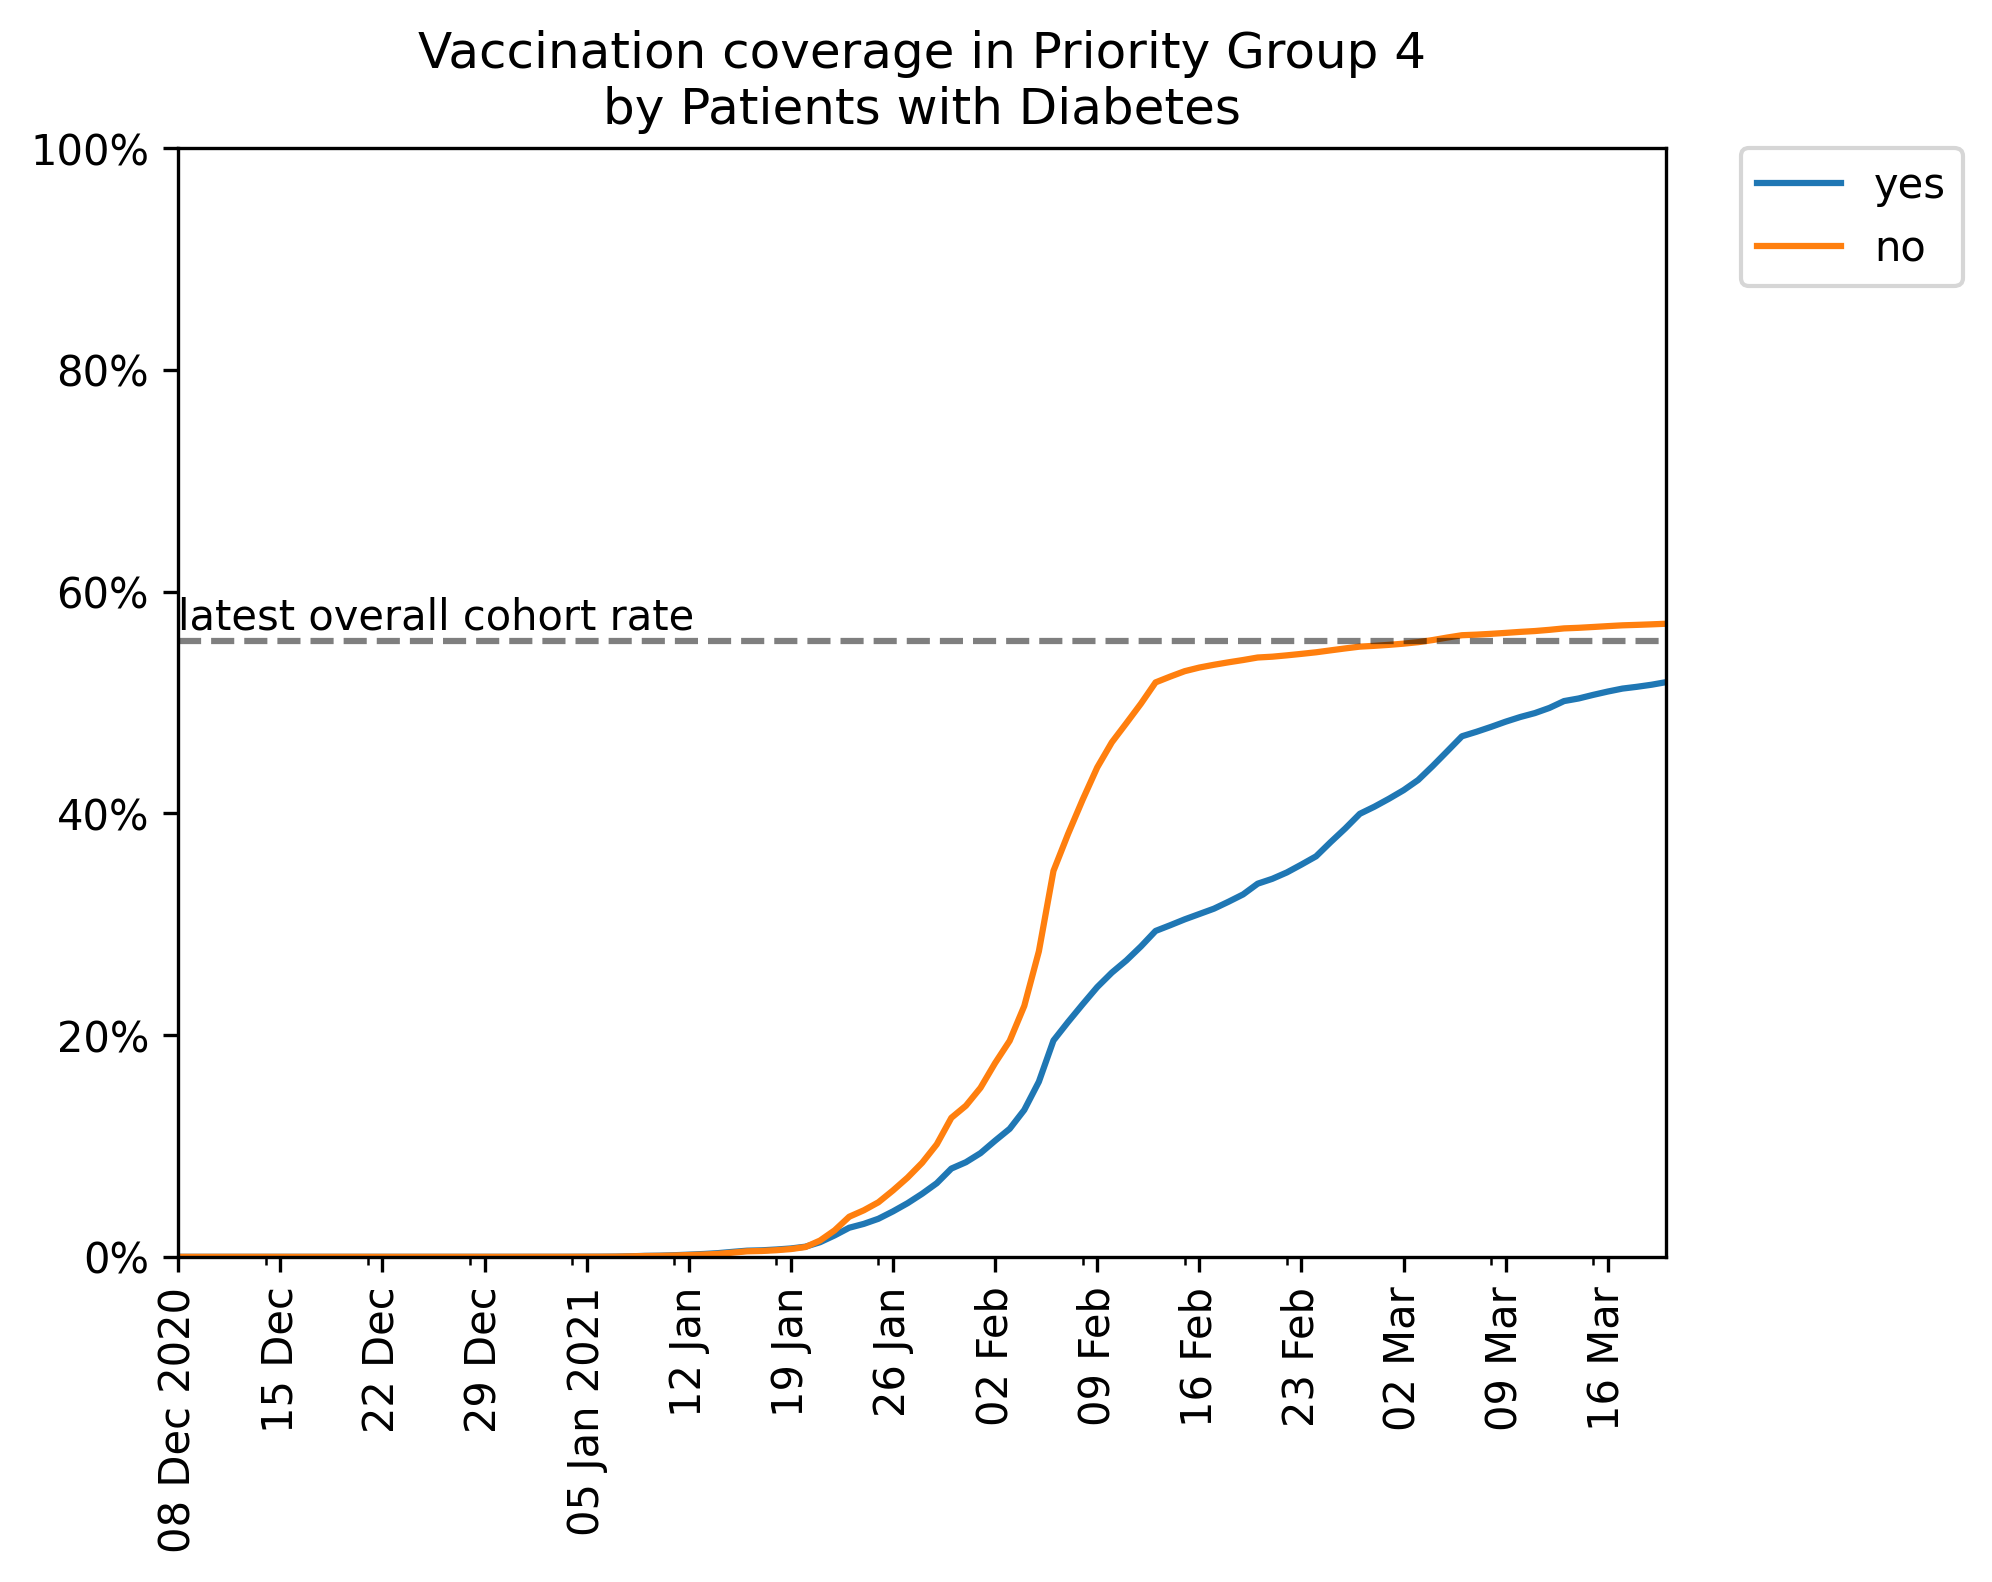 Vaccination coverage in Priority Group 4
by Patients with Diabetes
100%
80%
60%
40%
20%
0%
latest overall cohort rate
yes
no
08 Dec 2020
15 Dec
22 Dec
29 Dec
05 Jan 2021
12 Jan
19 Jan
26 Jan
02 Feb
09 Feb
16 Feb
23 Feb
02 Mar
09 Mar
16 Mar